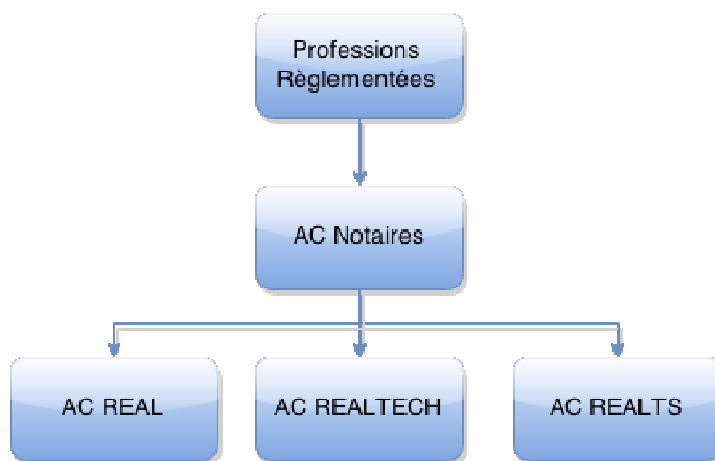 Professions
Règlementées
AC Notaires
AC REAL
AC REALTECH
AC REALTS